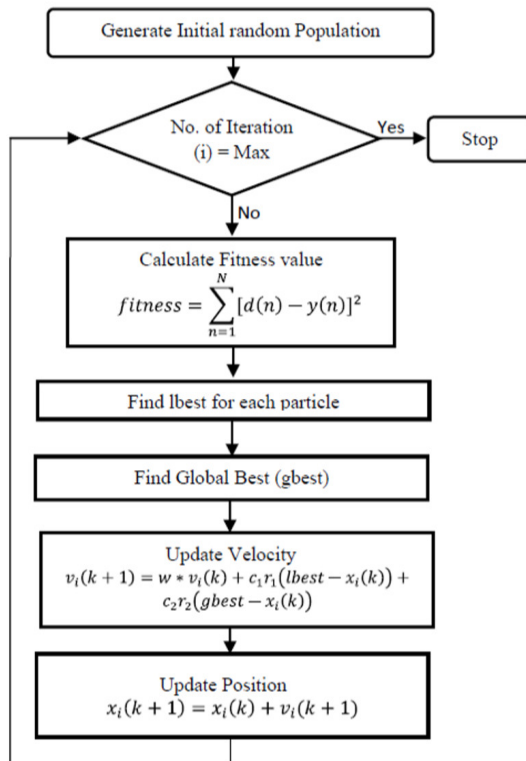 Generate Initial random Population
No. of Iteration
(i) = Max
Yes
Stop
No
Calculate Fitness value
fitness = \sum_{n=1}^{N} [d(n) − y(n)]²
Find lbest for each particle
Find Global Best (gbest)
Update Velocity
v_i(k + 1) = w * v_i(k) + c_1r_1(lbest − x_i(k)) +
c_2r_2(gbest − x_i(k))
Update Position
x_i(k + 1) = x_i(k) + v_i(k + 1)